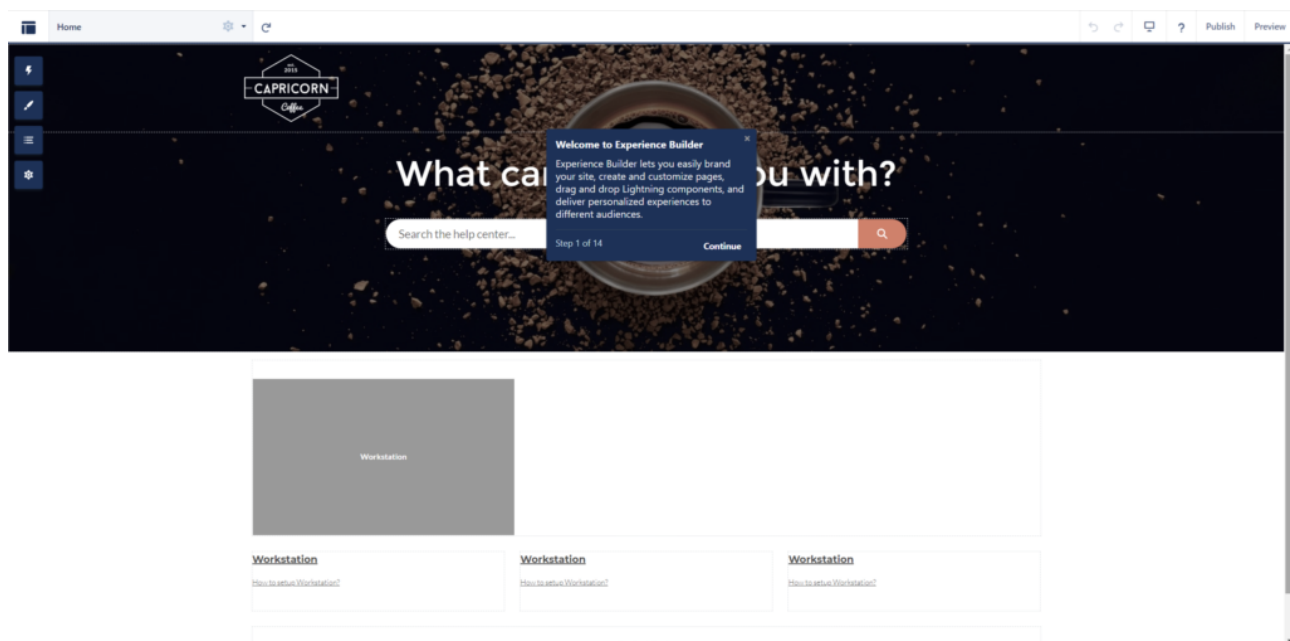 Home
? Publish Preview
EST.
2015
CAPRICORN
Coffee
Welcome to Experience Builder
Experience Builder lets you easily brand
your site, create and customize pages,
drag and drop Lightning components, and
deliver personalized experiences to
different audiences.
Step 1 of 14 Continue
What ca ou with?
Search the help center...
Workstation
Workstation Workstation Workstation
How to setup Workstation? How to setup Workstation? How to setup Workstation?